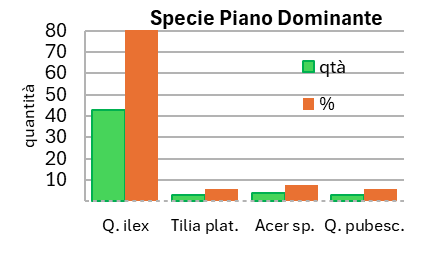 Specie Piano Dominante
80
70
60
50
40
30
20
10
quantità
qtà
%
Q. ilex Tilia plat. Acer sp. Q. pubesc.